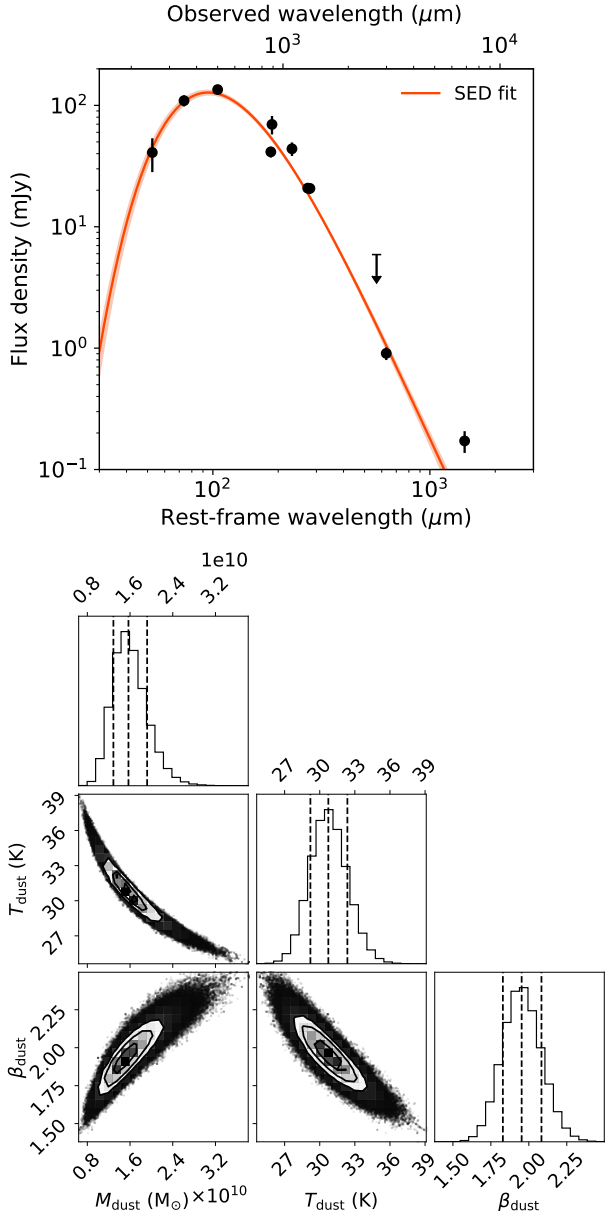 Observed wavelength (μm)
10³ 10⁴
SED fit
10² 10¹ 10⁰ 10⁻¹
Flux density (mJy)
10² 10³
Rest-frame wavelength (μm)
1e10
0.8 1.6 2.4 3.2
27 30 33 36 39
39 36 33 30 27
T_dust (K)
2.25 2.00 1.75 1.50
β_dust
0.8 1.6 2.4 3.2
27 30 33 36 39
1.50 1.75 2.00 2.25
M_dust (M_⊙) ×10¹⁰
T_dust (K)
β_dust